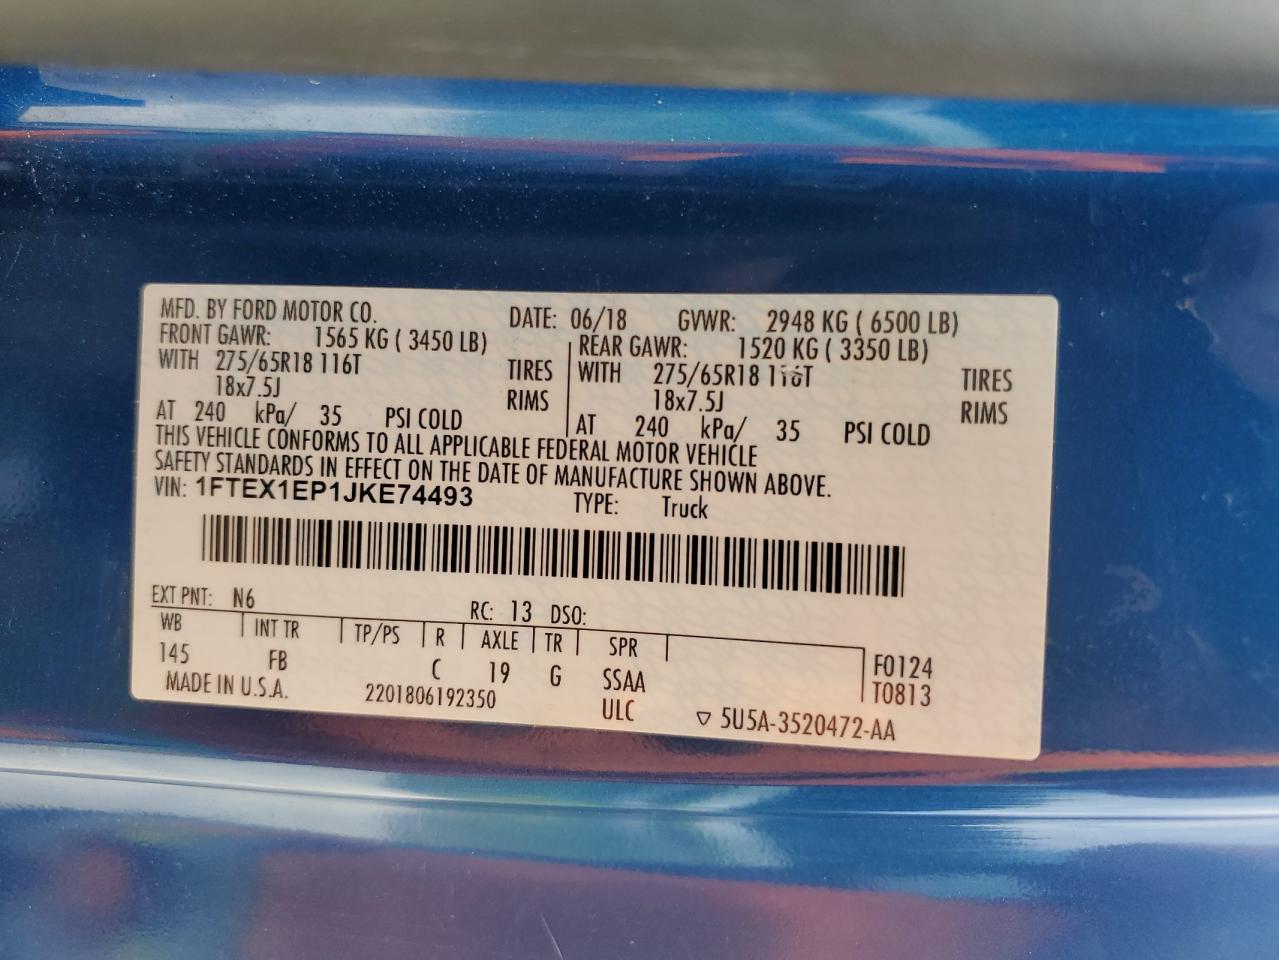 MFD. BY FORD MOTOR CO. DATE: 06/18 GVWR: 2948 KG ( 6500 LB)
FRONT GAWR: 1565 KG ( 3450 LB) REAR GAWR: 1520 KG ( 3350 LB)
WITH 275/65R18 116T TIRES WITH 275/65R18 116T TIRES
18x7.5J RIMS 18x7.5J RIMS
AT 240 kPa/ 35 PSI COLD AT 240 kPa/ 35 PSI COLD
THIS VEHICLE CONFORMS TO ALL APPLICABLE FEDERAL MOTOR VEHICLE
SAFETY STANDARDS IN EFFECT ON THE DATE OF MANUFACTURE SHOWN ABOVE.
VIN: 1FTEX1EP1JKE74493 TYPE: Truck
EXT PNT: N6 RC: 13 DSO:
WB INT TR TP/PS R AXLE TR SPR
145 FB C 19 G SSAA F0124
MADE IN U.S.A. 2201806192350 ULC T0813
▽ 5U5A-3520472-AA